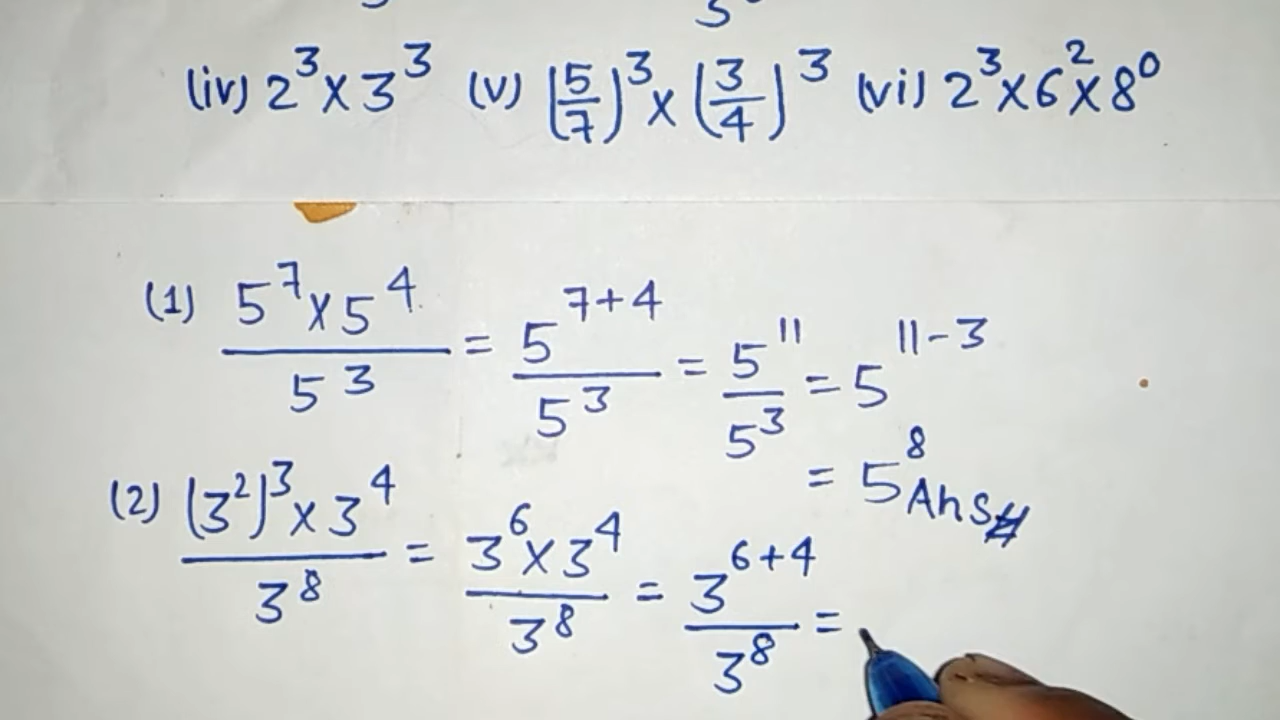 (iv) 2³ × 3³ (v) (5/7)³ × (3/4)³ (vi) 2³ × 6² × 8⁰
(1) (5⁷ × 5⁴)/5³ = 5⁷⁺⁴/5³ = 5¹¹/5³ = 5¹¹⁻³
= 5⁸ Ans
(2) ((3²)³ × 3⁴)/3⁸ = (3⁶ × 3⁴)/3⁸ = 3⁶⁺⁴/3⁸ =